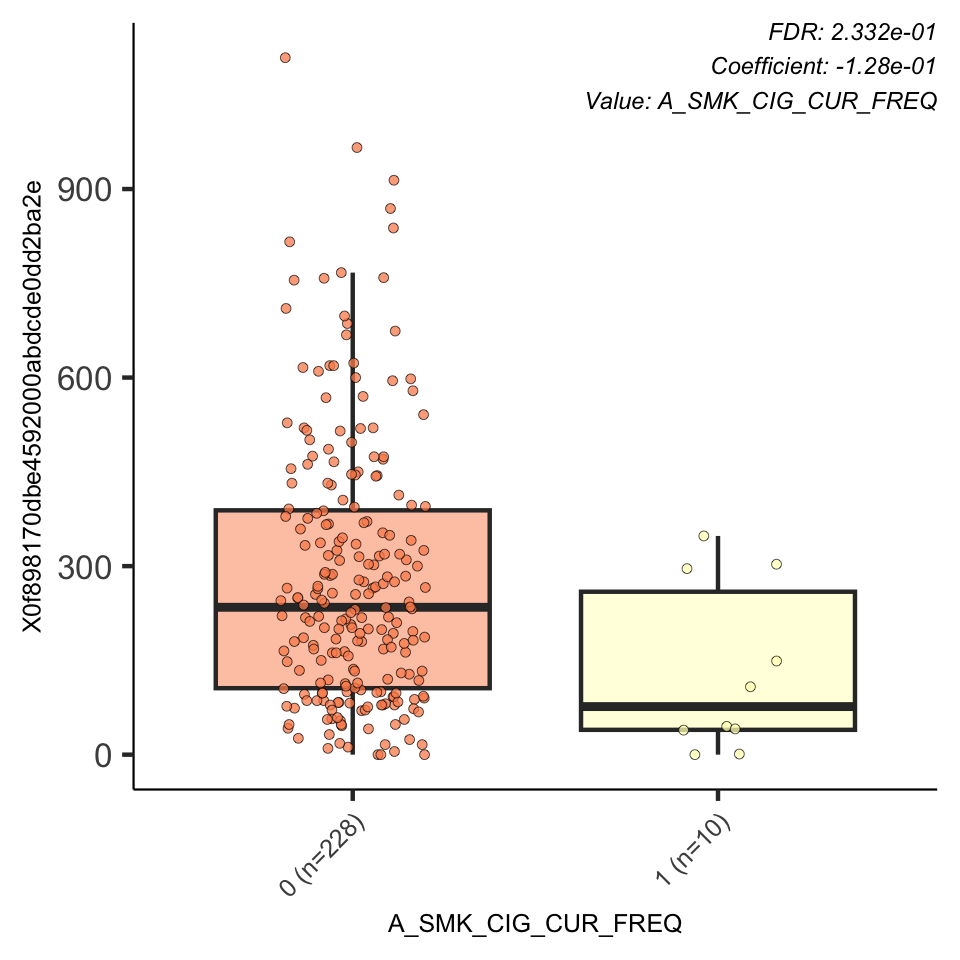 FDR: 2.332e-01
Coefficient: -1.28e-01
Value: A_SMK_CIG_CUR_FREQ
X0f898170dbe4592000abdcde0dd2ba2e
900
600
300
0
0 (n=228)
1 (n=10)
A_SMK_CIG_CUR_FREQ